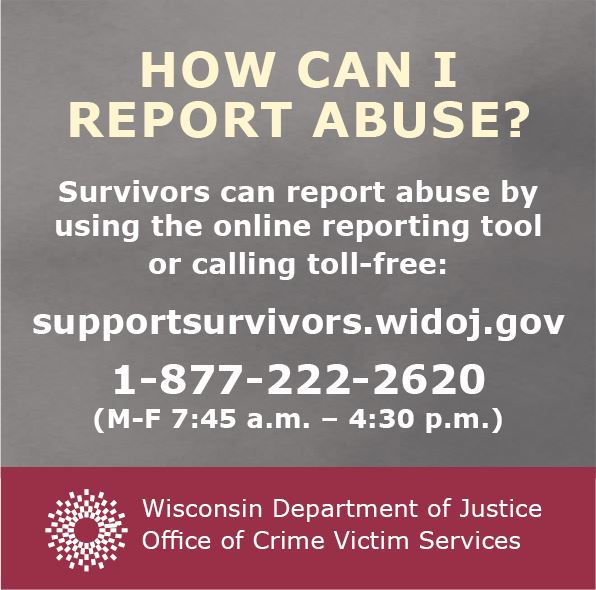 HOW CAN I
REPORT ABUSE?
Survivors can report abuse by
using the online reporting tool
or calling toll-free:
supportsurvivors.widoj.gov
1-877-222-2620
(M-F 7:45 a.m. – 4:30 p.m.)
Wisconsin Department of Justice
Office of Crime Victim Services